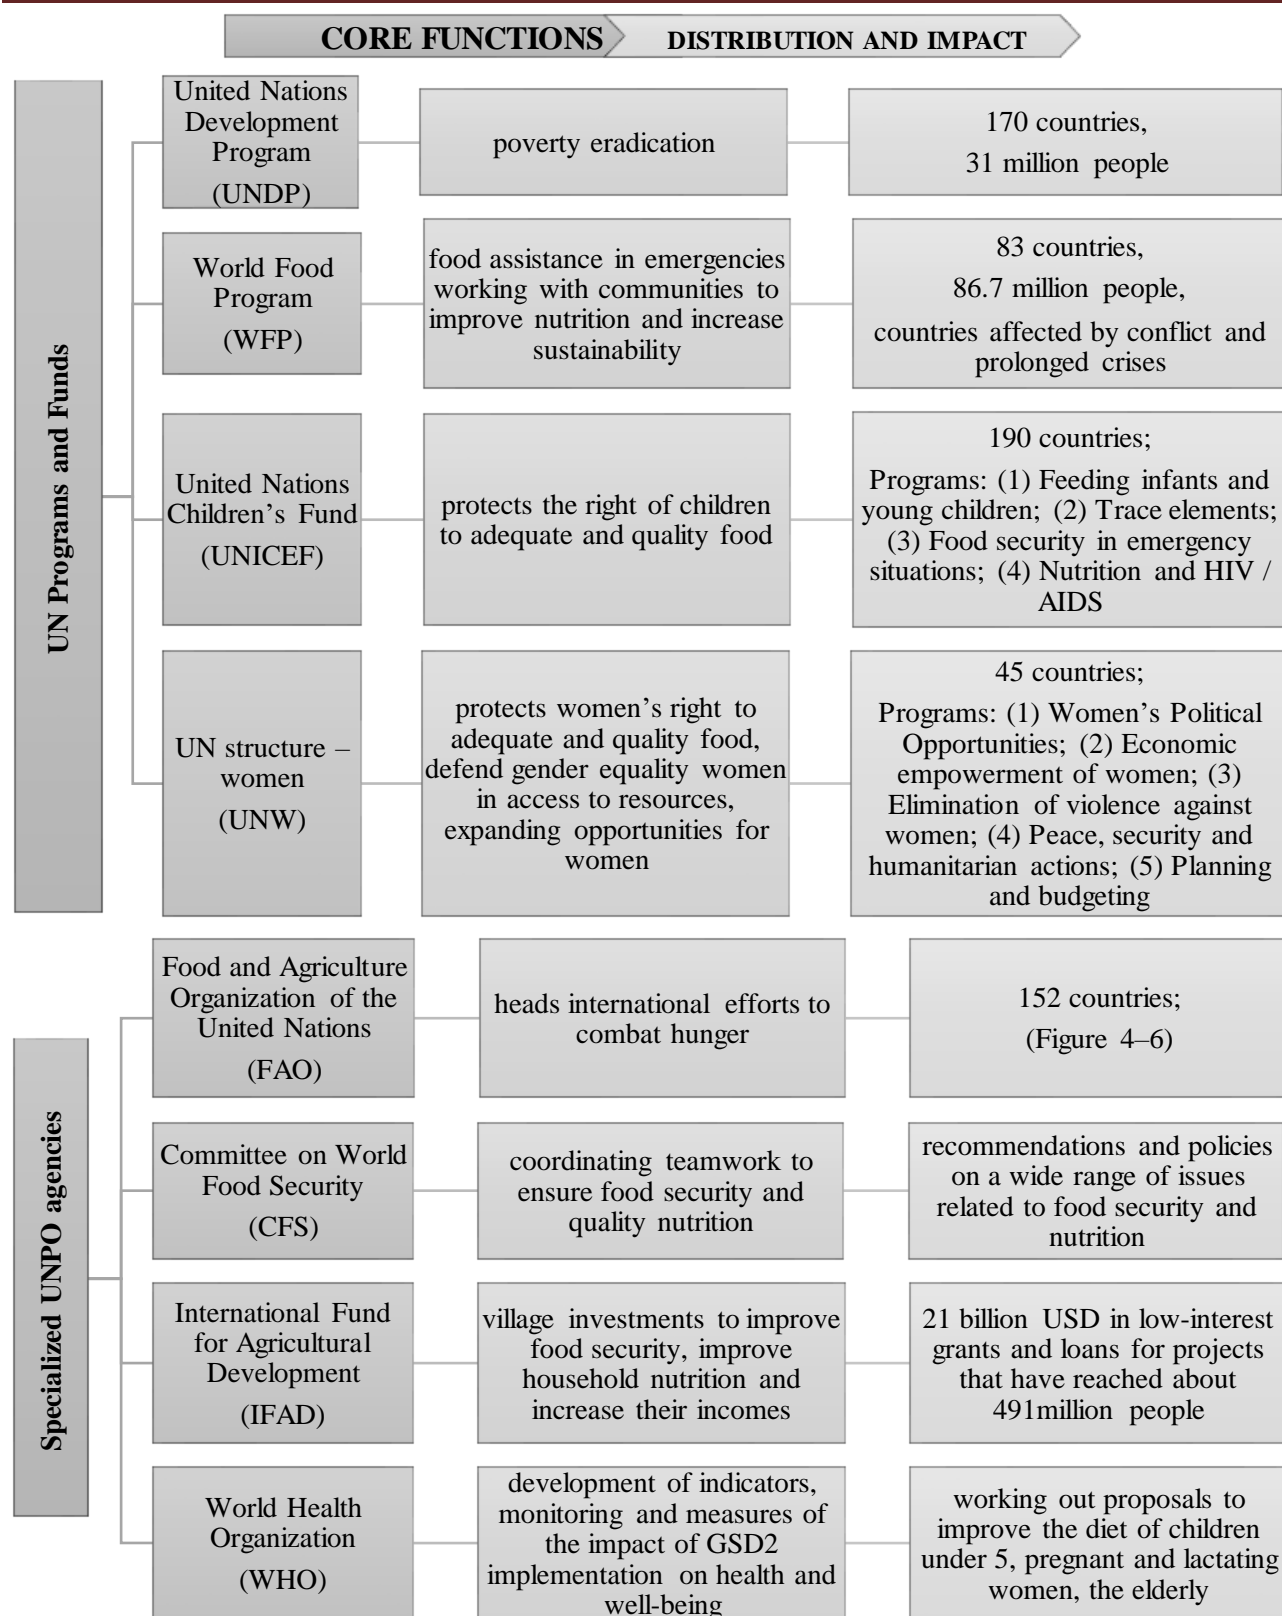 CORE FUNCTIONS
DISTRIBUTION AND IMPACT
UN Programs and Funds
United Nations
Development
Program
(UNDP)
poverty eradication
170 countries,
31 million people
World Food
Program
(WFP)
food assistance in emergencies
working with communities to
improve nutrition and increase
sustainability
83 countries,
86.7 million people,
countries affected by conflict and
prolonged crises
United Nations
Children’s Fund
(UNICEF)
protects the right of children
to adequate and quality food
190 countries;
Programs: (1) Feeding infants and
young children; (2) Trace elements;
(3) Food security in emergency
situations; (4) Nutrition and HIV /
AIDS
UN structure –
women
(UNW)
protects women’s right to
adequate and quality food,
defend gender equality women
in access to resources,
expanding opportunities for
women
45 countries;
Programs: (1) Women’s Political
Opportunities; (2) Economic
empowerment of women; (3)
Elimination of violence against
women; (4) Peace, security and
humanitarian actions; (5) Planning
and budgeting
Specialized UNPO agencies
Food and Agriculture
Organization of the
United Nations
(FAO)
heads international efforts to
combat hunger
152 countries;
(Figure 4–6)
Committee on World
Food Security
(CFS)
coordinating teamwork to
ensure food security and
quality nutrition
recommendations and policies
on a wide range of issues
related to food security and
nutrition
International Fund
for Agricultural
Development
(IFAD)
village investments to improve
food security, improve
household nutrition and
increase their incomes
21 billion USD in low-interest
grants and loans for projects
that have reached about
491million people
World Health
Organization
(WHO)
development of indicators,
monitoring and measures of
the impact of GSD2
implementation on health and
well-being
working out proposals to
improve the diet of children
under 5, pregnant and lactating
women, the elderly